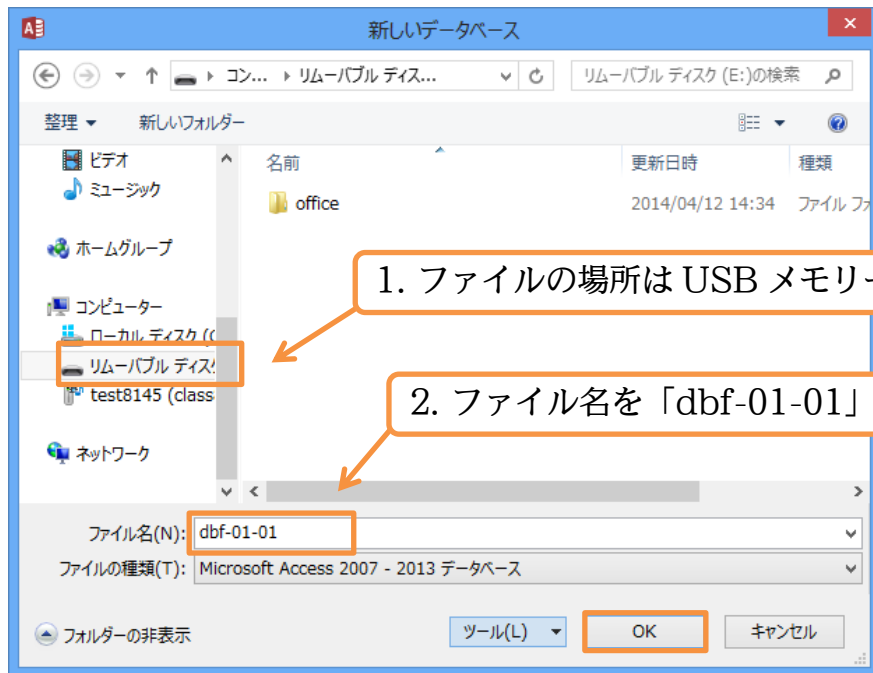 新しいデータベース
コン... リムーバブル ディス... リムーバブル ディスク (E:)の検索
整理 新しいフォルダー
ビデオ 名前 更新日時 種類
ミュージック office 2014/04/12 14:34 ファイル フォ
ホームグループ
1. ファイルの場所は USB メモリー
コンピューター
ローカル ディスク (C
リムーバブル ディスク
test8145 (class
2. ファイル名を「dbf-01-01」
ネットワーク
ファイル名(N): dbf-01-01
ファイルの種類(T): Microsoft Access 2007 - 2013 データベース
フォルダーの非表示 ツール(L) OK キャンセル